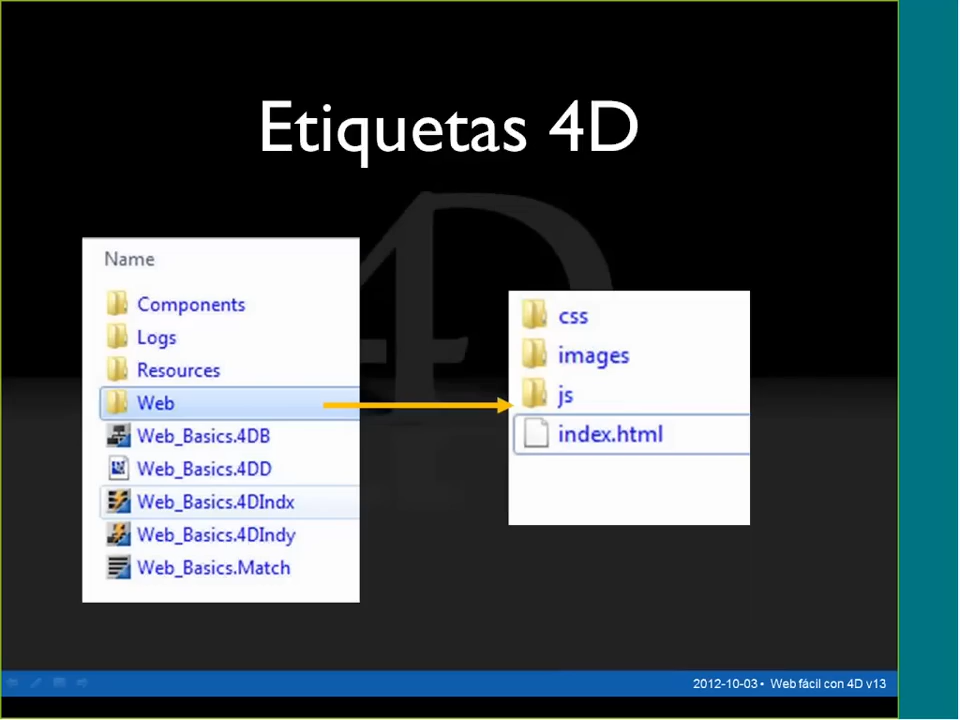 Etiquetas 4D
Name
Components
Logs
Resources
Web
Web_Basics.4DB
Web_Basics.4DD
Web_Basics.4DIndx
Web_Basics.4DIndy
Web_Basics.Match
css
images
js
index.html
2012-10-03 • Web fácil con 4D v13